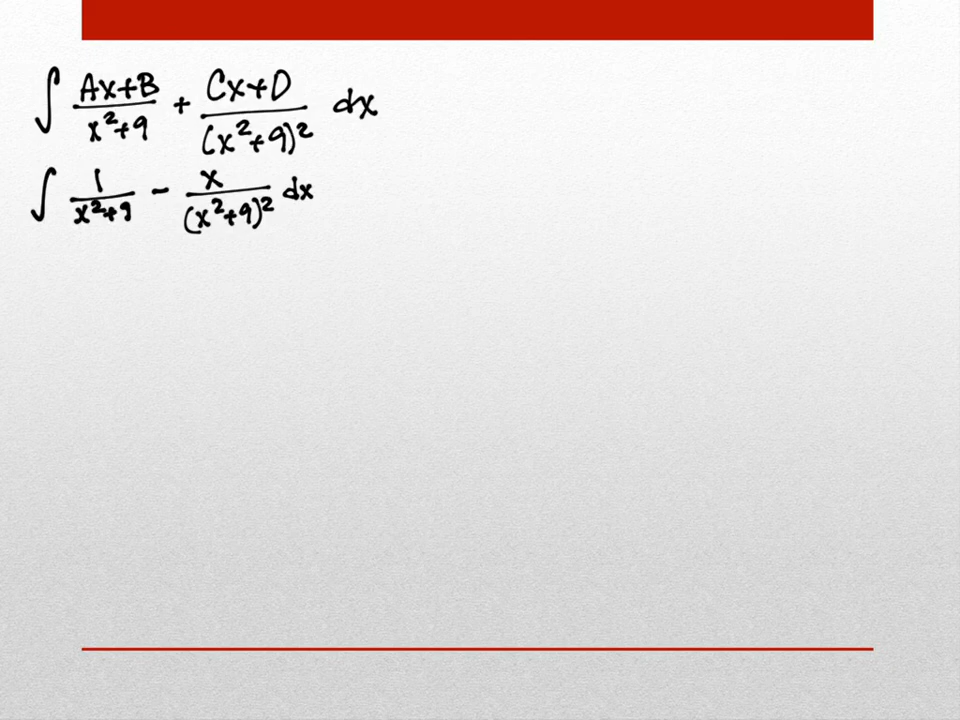 ∫ (Ax+B)/(x²+9) + (Cx+D)/(x²+9)² dx
∫ 1/(x²+9) - x/(x²+9)² dx